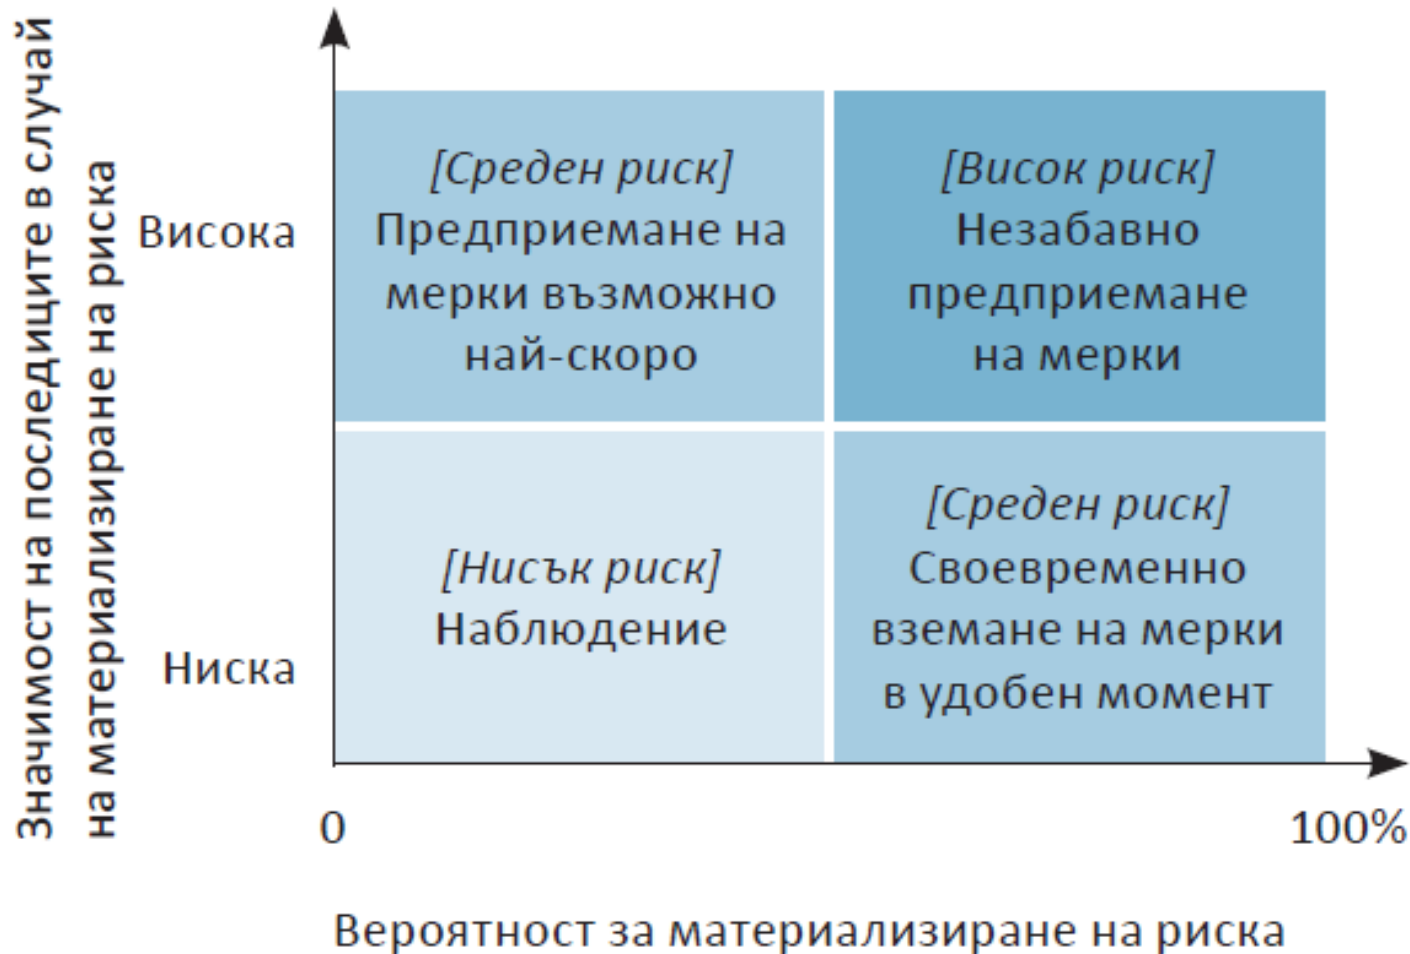 Значимост на последиците в случай
на материализиране на риска
Висока
[Среден риск]
Предприемане на
мерки възможно
най-скоро
[Висок риск]
Незабавно
предприемане
на мерки
Ниска
[Нисък риск]
Наблюдение
[Среден риск]
Своевременно
вземане на мерки
в удобен момент
0
100%
Вероятност за материализиране на риска